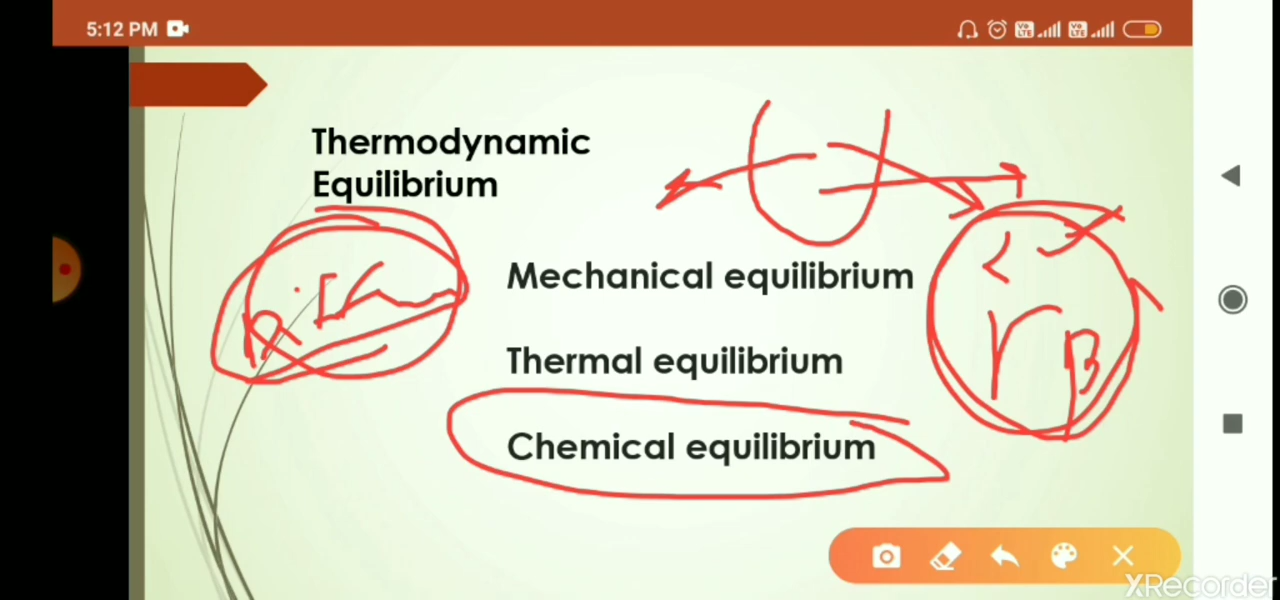 5:12 PM
Thermodynamic
Equilibrium
Mechanical equilibrium
Thermal equilibrium
Chemical equilibrium
XRecorder